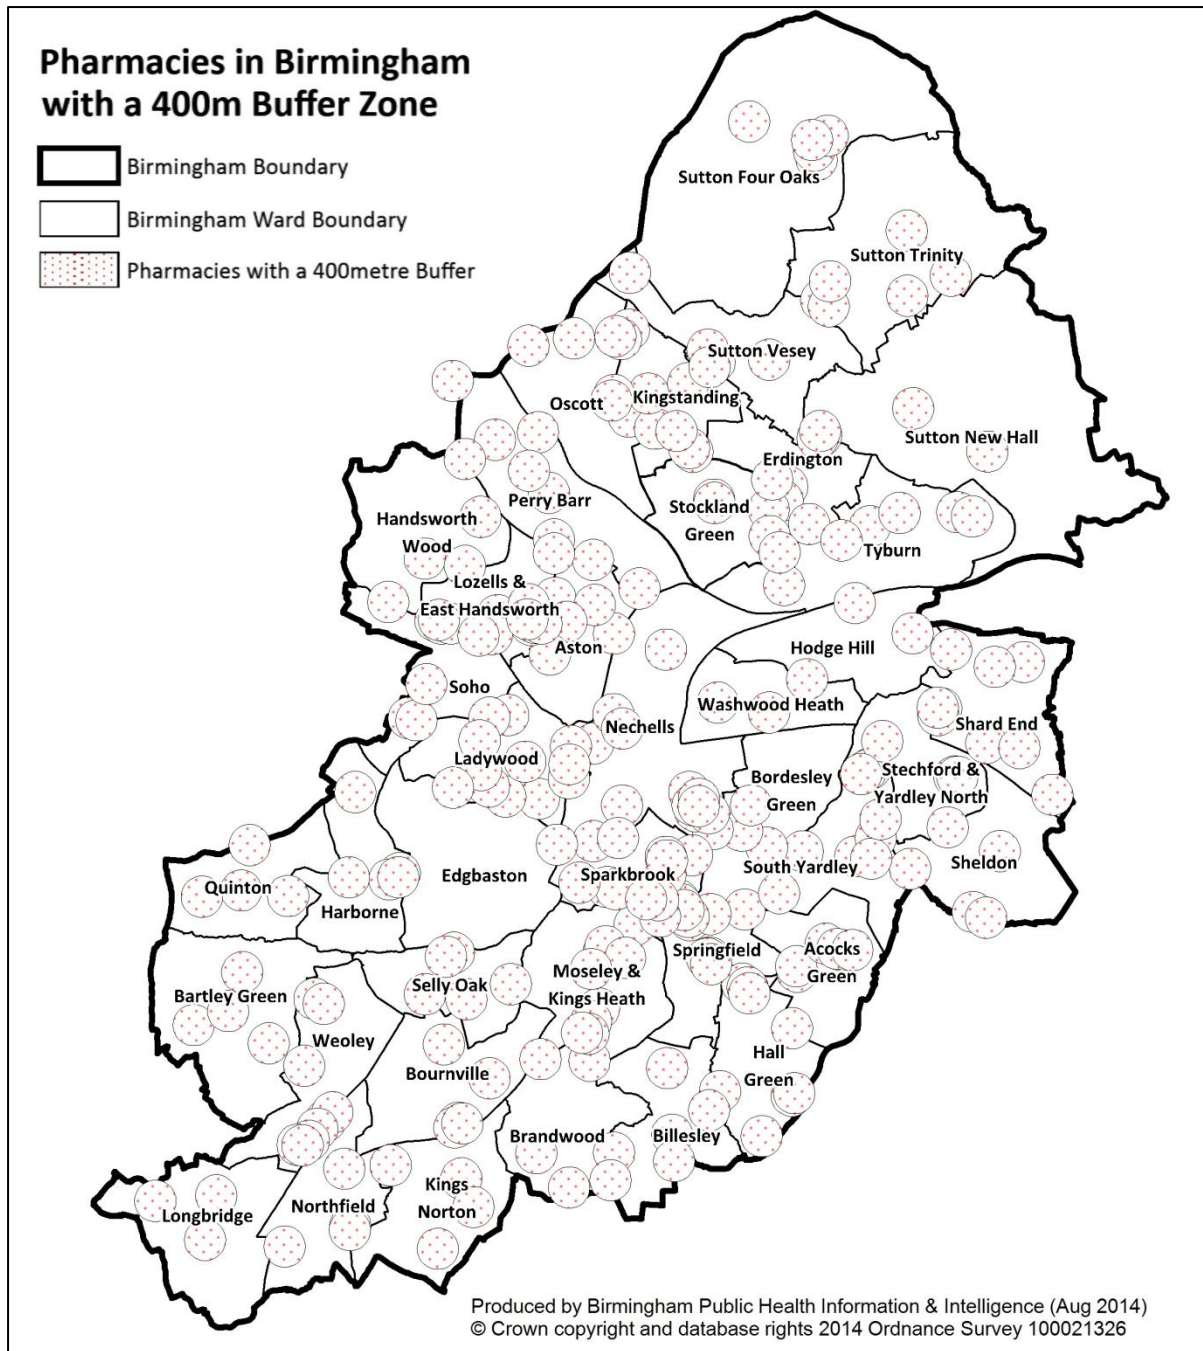 Pharmacies in Birmingham
with a 400m Buffer Zone
Birmingham Boundary
Birmingham Ward Boundary
Pharmacies with a 400metre Buffer
Sutton Four Oaks
Sutton Trinity
Sutton Vesey
Kingstanding
Oscott
Sutton New Hall
Erdington
Perry Barr
Stockland
Green
Handsworth
Wood
Tyburn
Lozells &
East Handsworth
Aston
Hodge Hill
Soho
Washwood Heath
Nechells
Shard End
Ladywood
Bordesley
Green
Stechford &
Yardley North
Sheldon
South Yardley
Edgbaston
Sparkbrook
Quinton
Harborne
Springfield
Acocks
Green
Moseley &
Kings Heath
Selly Oak
Bartley Green
Weoley
Hall
Green
Bournville
Brandwood
Billesley
Kings
Norton
Northfield
Longbridge
Produced by Birmingham Public Health Information & Intelligence (Aug 2014)
© Crown copyright and database rights 2014 Ordnance Survey 100021326